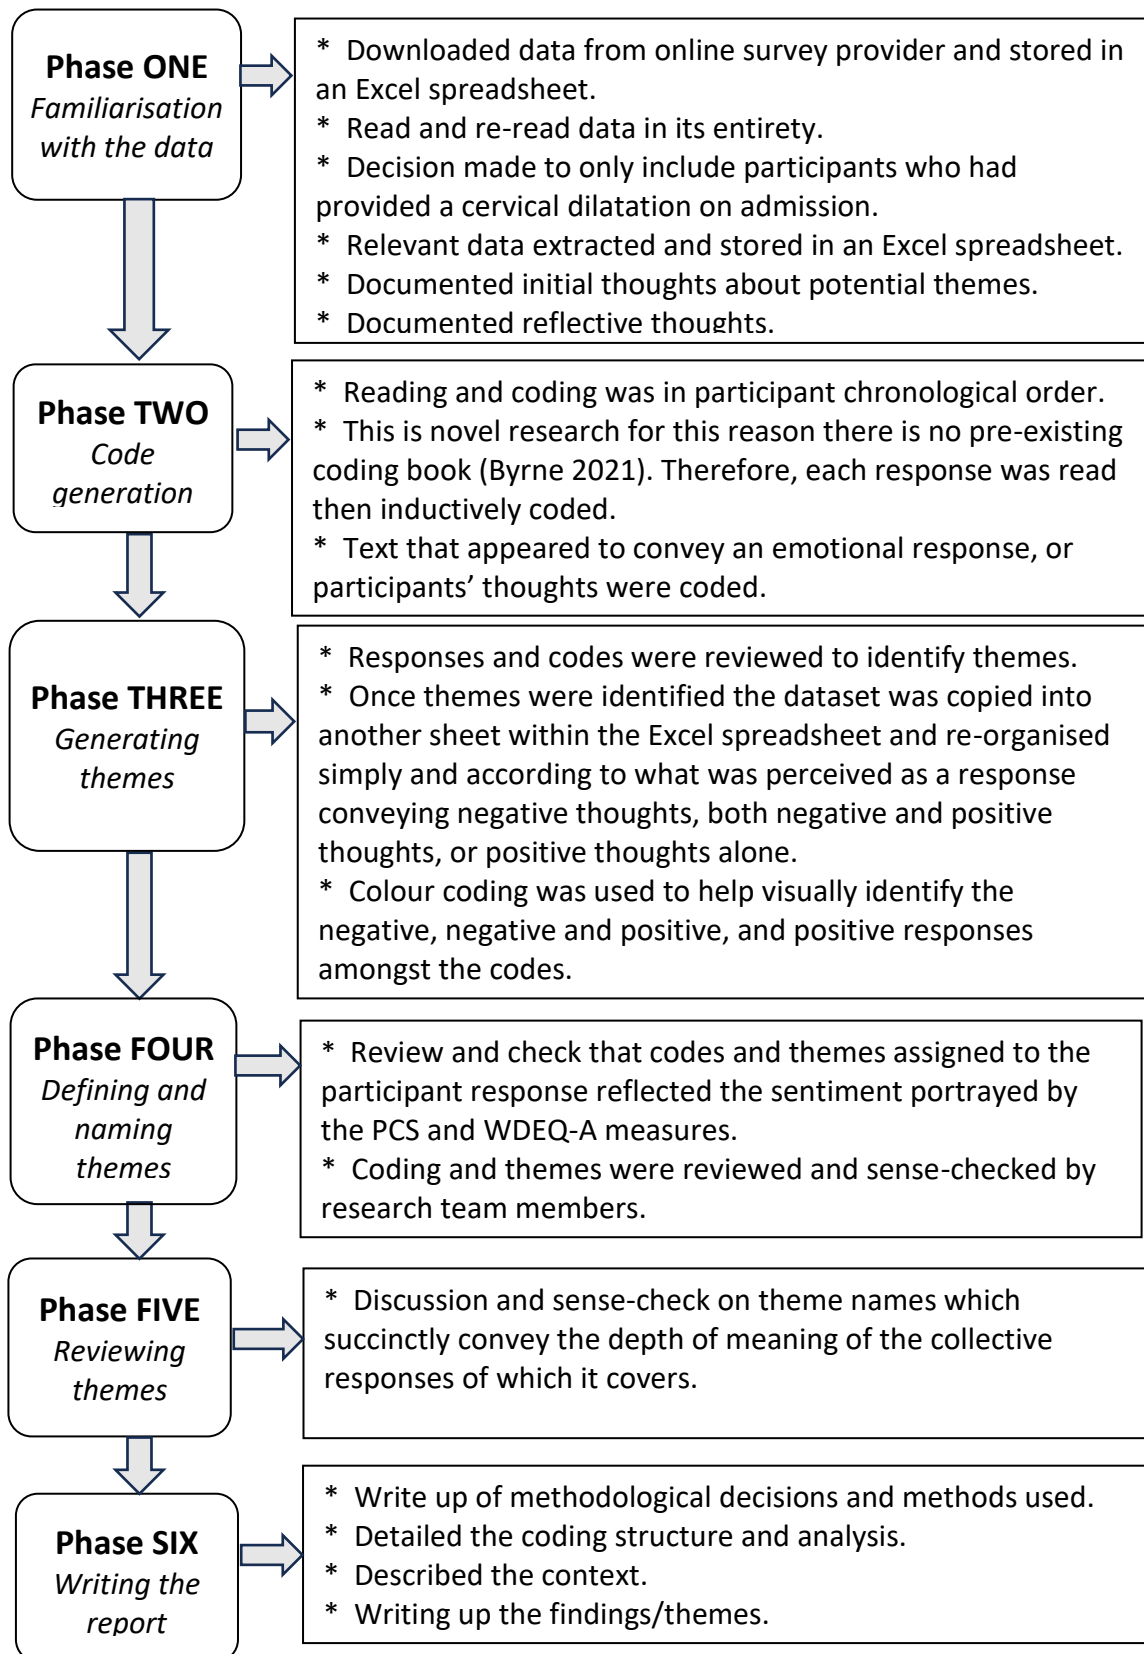 Phase ONE
Familiarisation
with the data
* Downloaded data from online survey provider and stored in
an Excel spreadsheet.
* Read and re-read data in its entirety.
* Decision made to only include participants who had
provided a cervical dilatation on admission.
* Relevant data extracted and stored in an Excel spreadsheet.
* Documented initial thoughts about potential themes.
* Documented reflective thoughts.
Phase TWO
Code
generation
* Reading and coding was in participant chronological order.
* This is novel research for this reason there is no pre-existing
coding book (Byrne 2021). Therefore, each response was read
then inductively coded.
* Text that appeared to convey an emotional response, or
participants’ thoughts were coded.
Phase THREE
Generating
themes
* Responses and codes were reviewed to identify themes.
* Once themes were identified the dataset was copied into
another sheet within the Excel spreadsheet and re-organised
simply and according to what was perceived as a response
conveying negative thoughts, both negative and positive
thoughts, or positive thoughts alone.
* Colour coding was used to help visually identify the
negative, negative and positive, and positive responses
amongst the codes.
Phase FOUR
Defining and
naming
themes
* Review and check that codes and themes assigned to the
participant response reflected the sentiment portrayed by
the PCS and WDEQ-A measures.
* Coding and themes were reviewed and sense-checked by
research team members.
Phase FIVE
Reviewing
themes
* Discussion and sense-check on theme names which
succinctly convey the depth of meaning of the collective
responses of which it covers.
Phase SIX
Writing the
report
* Write up of methodological decisions and methods used.
* Detailed the coding structure and analysis.
* Described the context.
* Writing up the findings/themes.